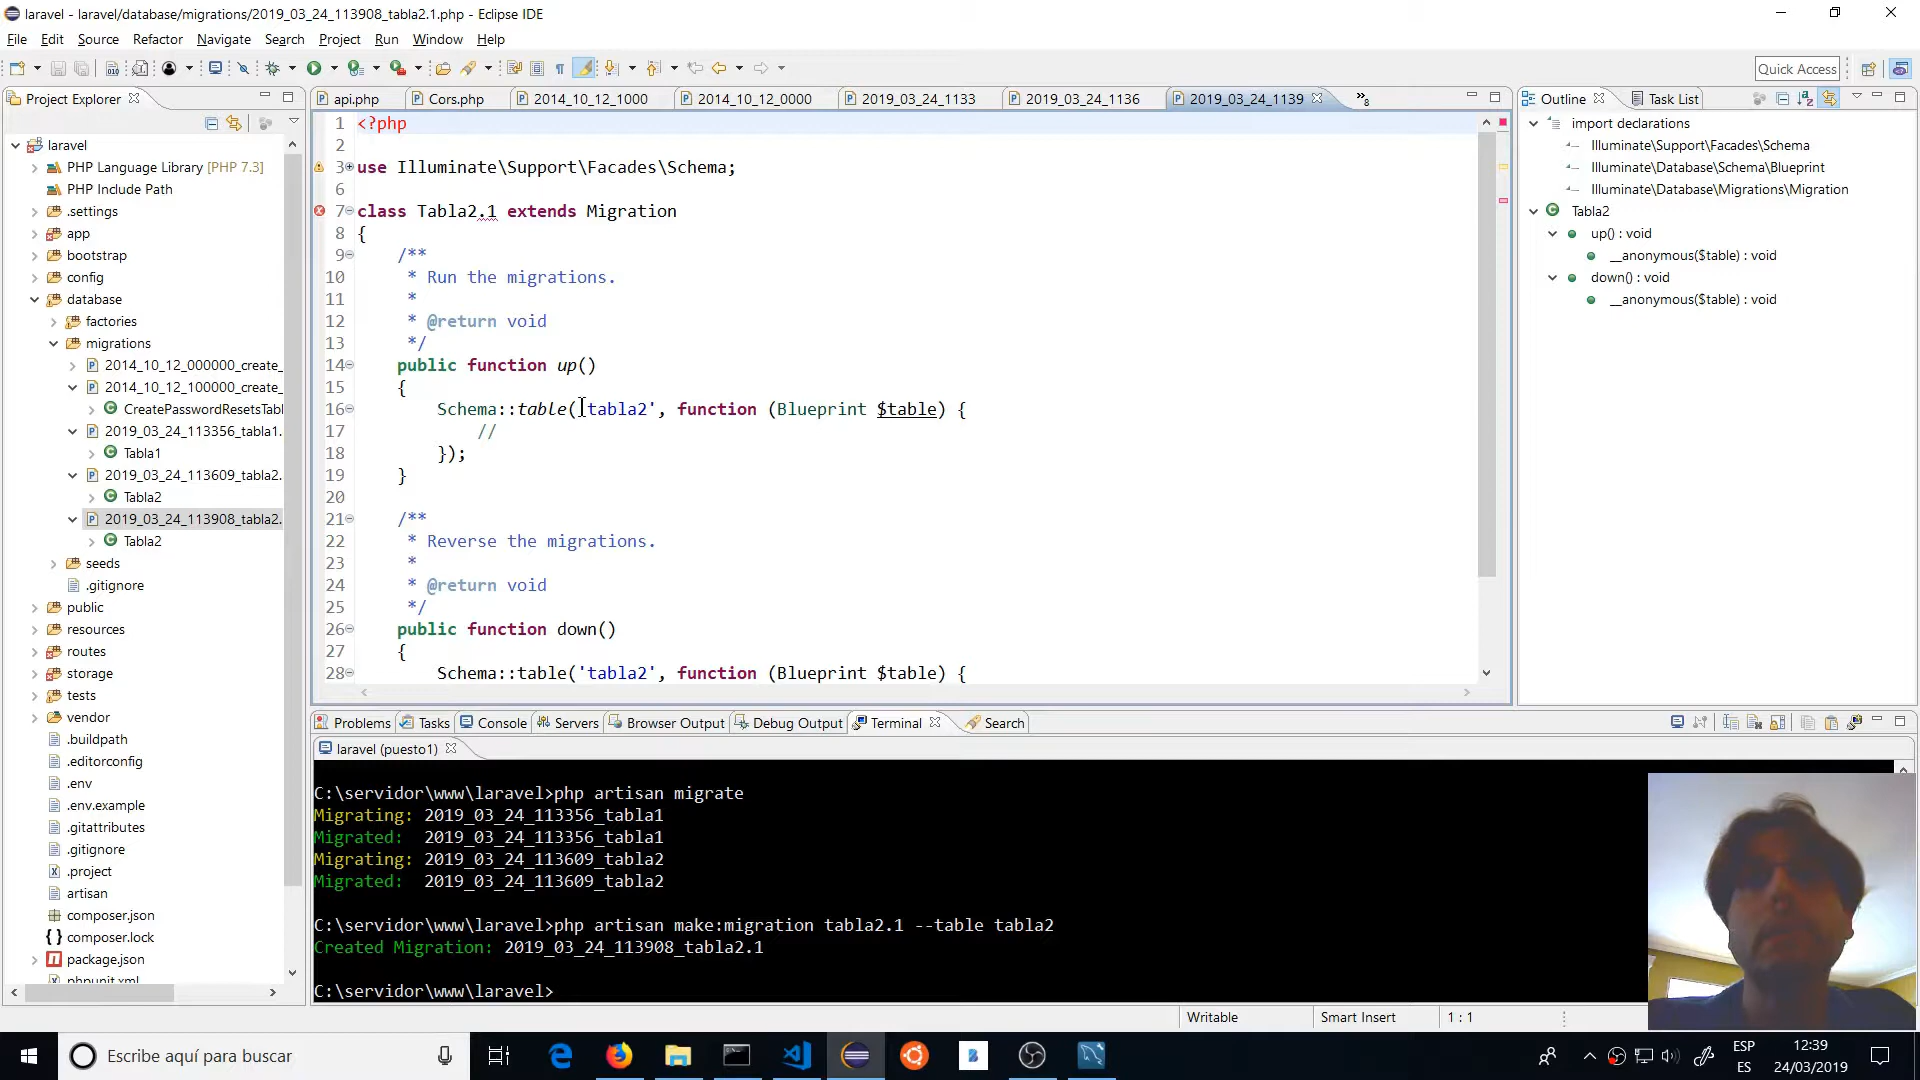 laravel - laravel/database/migrations/2019_03_24_113908_tabla2.1.php - Eclipse IDE
File Edit Source Refactor Navigate Search Project Run Window Help
Quick Access
Project Explorer
api.php
Cors.php
2014_10_12_1000
2014_10_12_0000
2019_03_24_1133
2019_03_24_1136
2019_03_24_1139
»8
Outline
Task List
laravel
PHP Language Library [PHP 7.3]
PHP Include Path
.settings
app
bootstrap
config
database
factories
migrations
2014_10_12_000000_create_
2014_10_12_100000_create_
CreatePasswordResetsTabl
2019_03_24_113356_tabla1.
Tabla1
2019_03_24_113609_tabla2.
Tabla2
2019_03_24_113908_tabla2.
Tabla2
seeds
.gitignore
public
resources
routes
storage
tests
vendor
.buildpath
.editorconfig
.env
.env.example
.gitattributes
.gitignore
.project
artisan
composer.json
composer.lock
package.json
phpunit.xml
1 <?php
2
3 use Illuminate\Support\Facades\Schema;
6
7 class Tabla2.1 extends Migration
8 {
9 /**
10 * Run the migrations.
11 *
12 * @return void
13 */
14 public function up()
15 {
16 Schema::table('tabla2', function (Blueprint $table) {
17 //
18 });
19 }
20
21 /**
22 * Reverse the migrations.
23 *
24 * @return void
25 */
26 public function down()
27 {
28 Schema::table('tabla2', function (Blueprint $table) {
import declarations
Illuminate\Support\Facades\Schema
Illuminate\Database\Schema\Blueprint
Illuminate\Database\Migrations\Migration
Tabla2
up() : void
__anonymous($table) : void
down() : void
__anonymous($table) : void
Problems Tasks Console Servers Browser Output Debug Output Terminal Search
laravel (puesto1)
C:\servidor\www\laravel>php artisan migrate
Migrating: 2019_03_24_113356_tabla1
Migrated: 2019_03_24_113356_tabla1
Migrating: 2019_03_24_113609_tabla2
Migrated: 2019_03_24_113609_tabla2
C:\servidor\www\laravel>php artisan make:migration tabla2.1 --table tabla2
Created Migration: 2019_03_24_113908_tabla2.1
C:\servidor\www\laravel>
Writable
Smart Insert
1 : 1
Escribe aquí para buscar
ESP
ES
12:39
24/03/2019